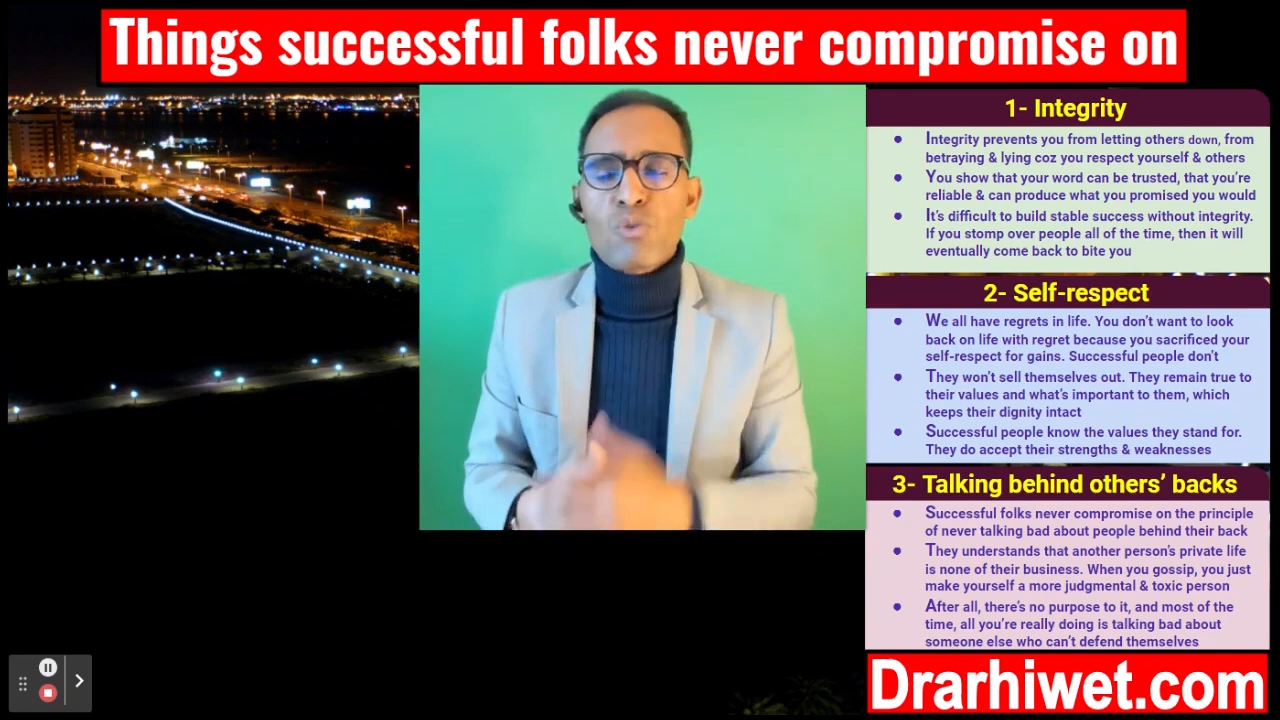 Things successful folks never compromise on
1- Integrity
● Integrity prevents you from letting others down, from
betraying & lying coz you respect yourself & others
● You show that your word can be trusted, that you're
reliable & can produce what you promised you would
● It's difficult to build stable success without integrity.
If you stomp over people all of the time, then it will
eventually come back to bite you
2- Self-respect
● We all have regrets in life. You don't want to look
back on life with regret because you sacrificed your
self-respect for gains. Successful people don't
● They won't sell themselves out. They remain true to
their values and what's important to them, which
keeps their dignity intact
● Successful people know the values they stand for.
They do accept their strengths & weaknesses
3- Talking behind others' backs
● Successful folks never compromise on the principle
of never talking bad about people behind their back
● They understands that another person's private life
is none of their business. When you gossip, you just
make yourself a more judgmental & toxic person
● After all, there's no purpose to it, and most of the
time, all you're really doing is talking bad about
someone else who can't defend themselves
Drarhiwet.com